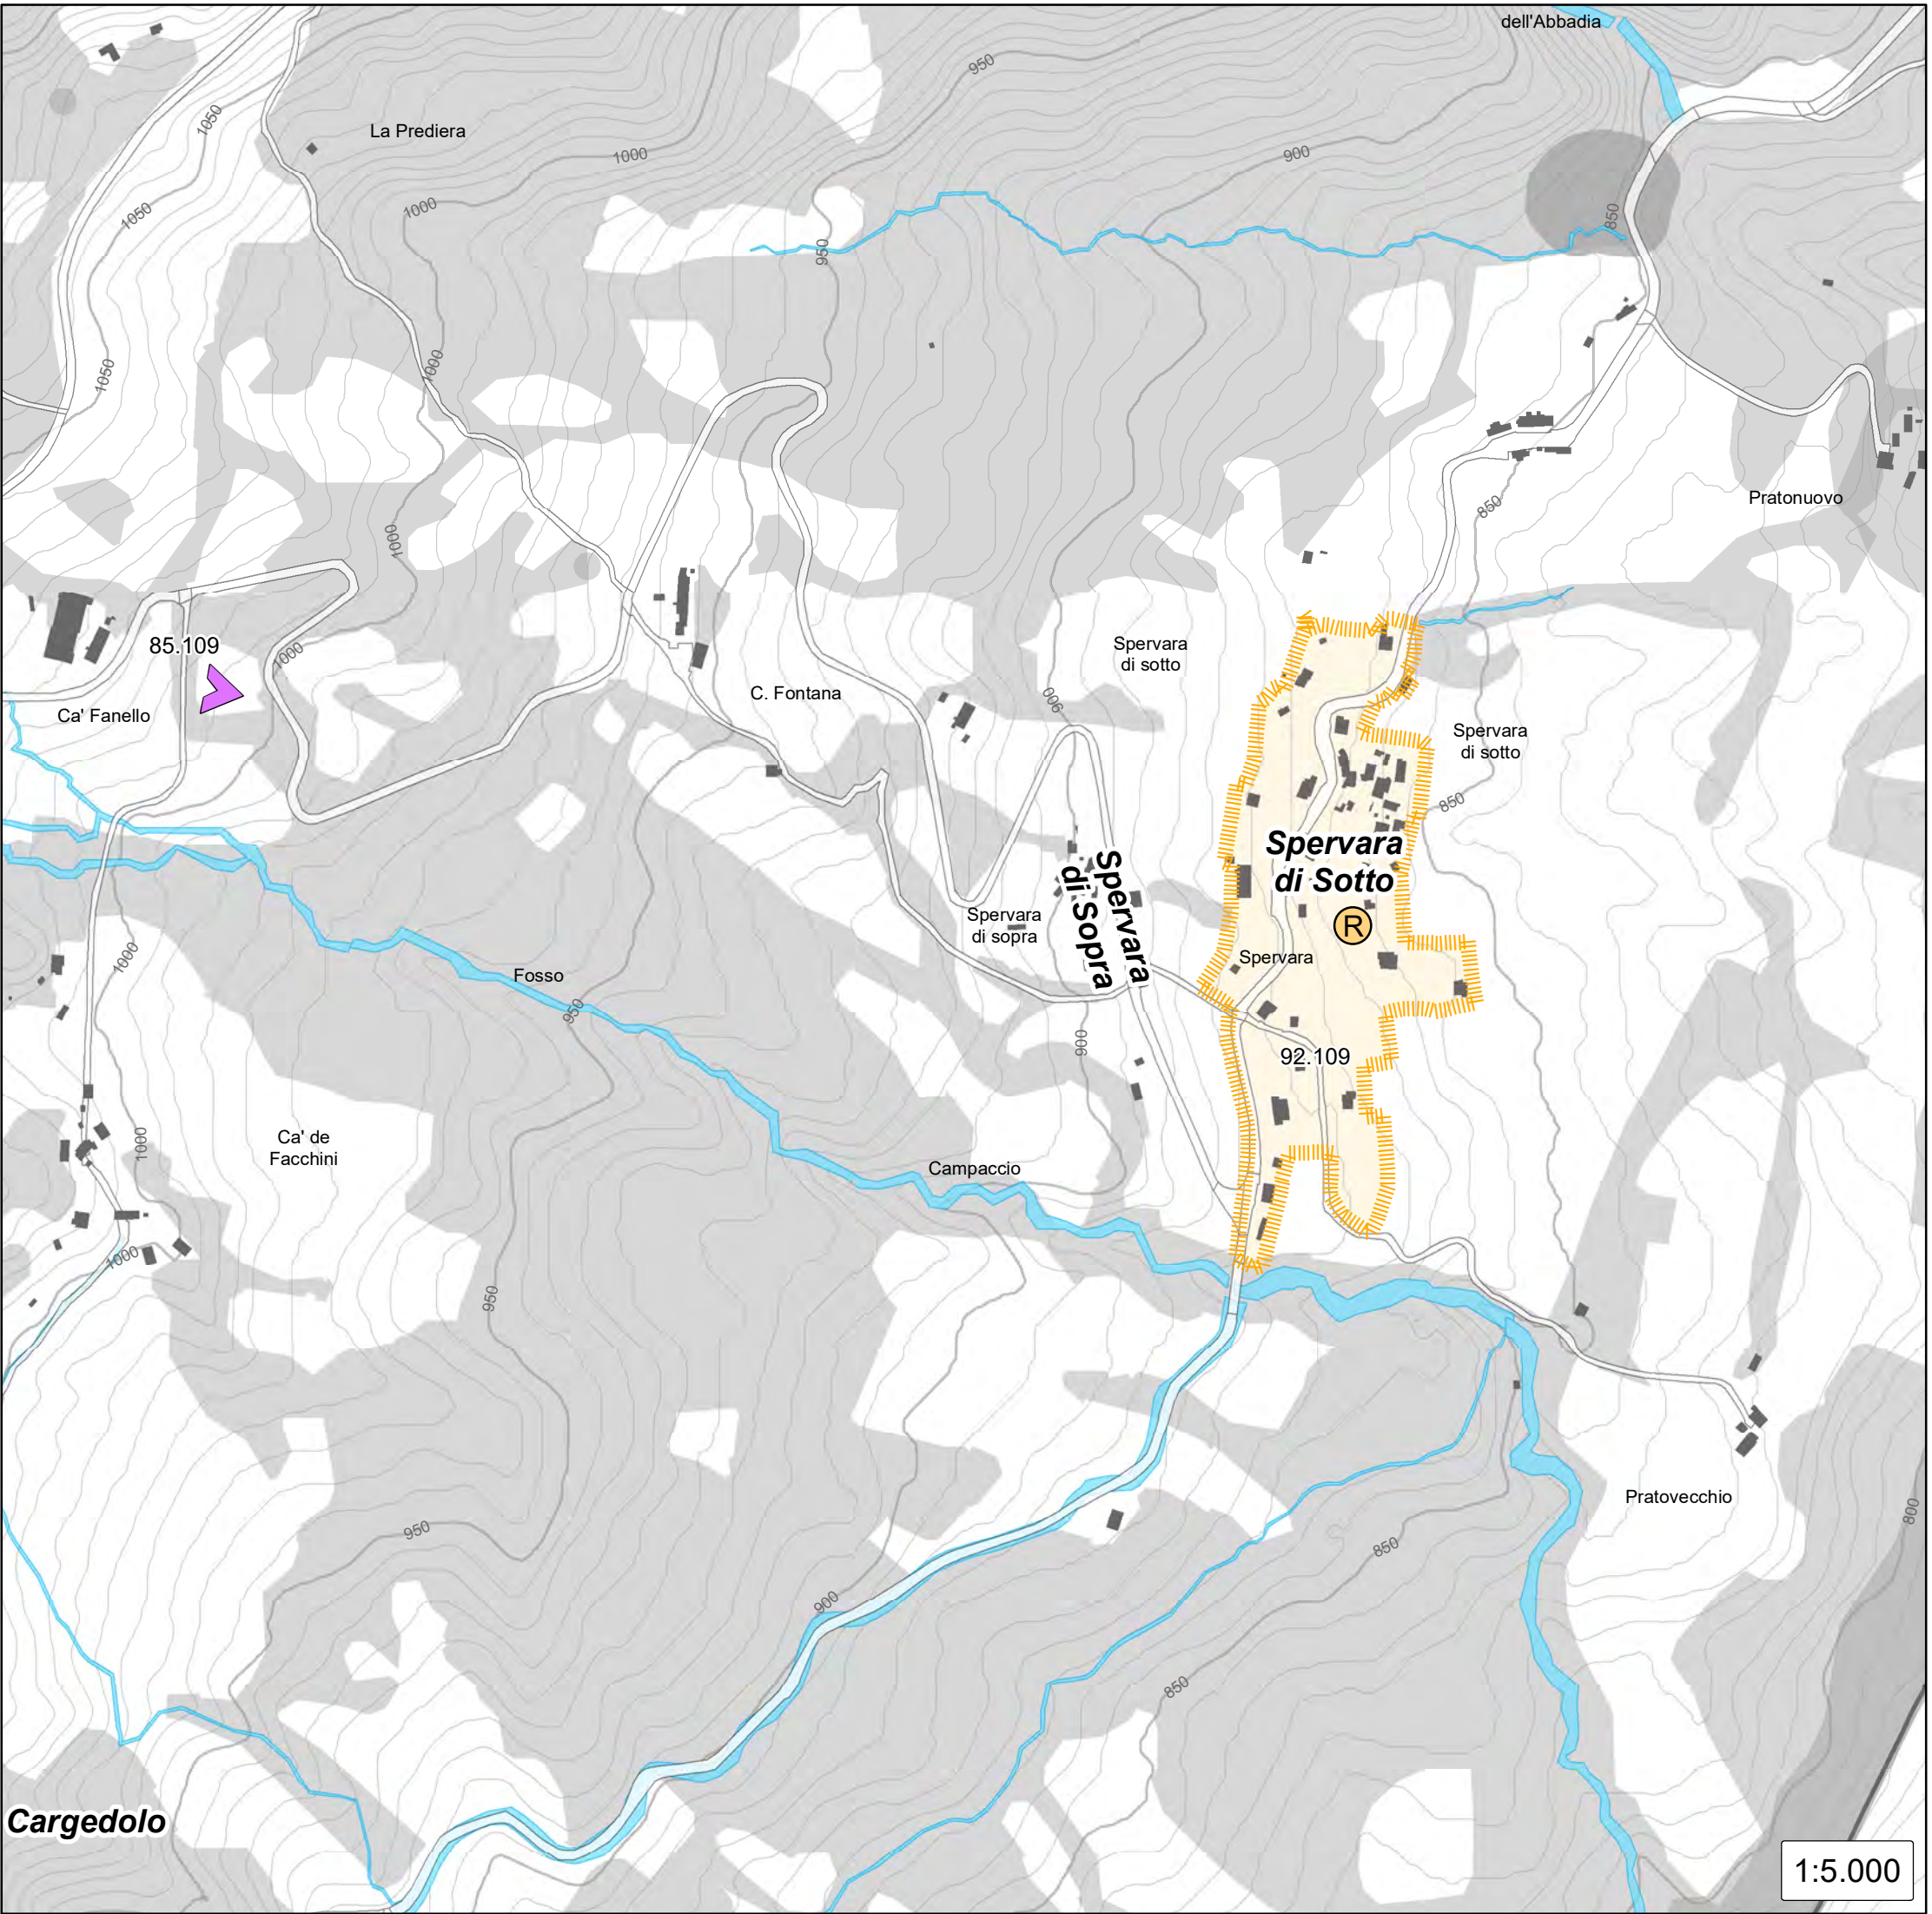 dell'Abbadia
950
1050
La Prediera
1000
900
1000
1050
850
950
1000
1050
Pratonuovo
850
1000
85.109
Spervara
di sotto
1000
C. Fontana
900
Ca' Fanello
Spervara
di sotto
850
Spervara
di Sotto
Spervara
di Sopra
R
Spervara
di sopra
1000
Spervara
Fosso
950
900
92.109
1000
Ca' de
Facchini
Campaccio
1000
950
Pratovecchio
800
950
850
900
850
Cargedolo
1:5.000